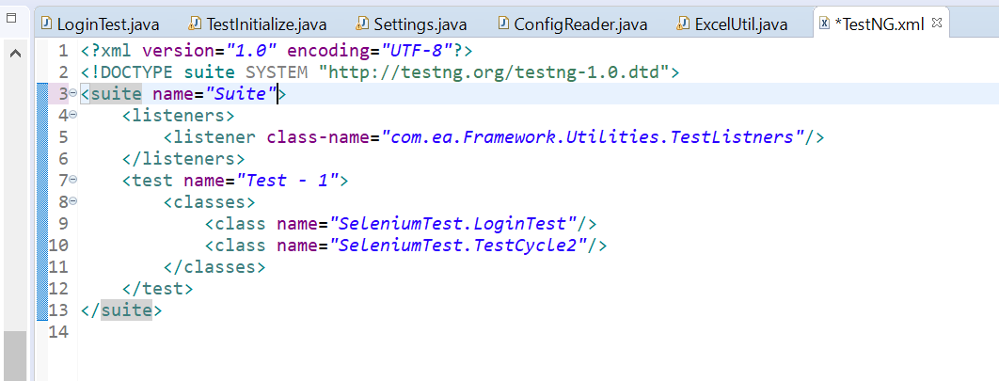 LoginTest.java TestInitialize.java Settings.java ConfigReader.java ExcelUtil.java *TestNG.xml
1 <?xml version="1.0" encoding="UTF-8"?>
2 <!DOCTYPE suite SYSTEM "http://testng.org/testng-1.0.dtd">
3 <suite name="Suite">
4     <listeners>
5         <listener class-name="com.ea.Framework.Utilities.TestListners"/>
6     </listeners>
7     <test name="Test - 1">
8         <classes>
9             <class name="SeleniumTest.LoginTest"/>
10             <class name="SeleniumTest.TestCycle2"/>
11         </classes>
12     </test>
13 </suite>
14